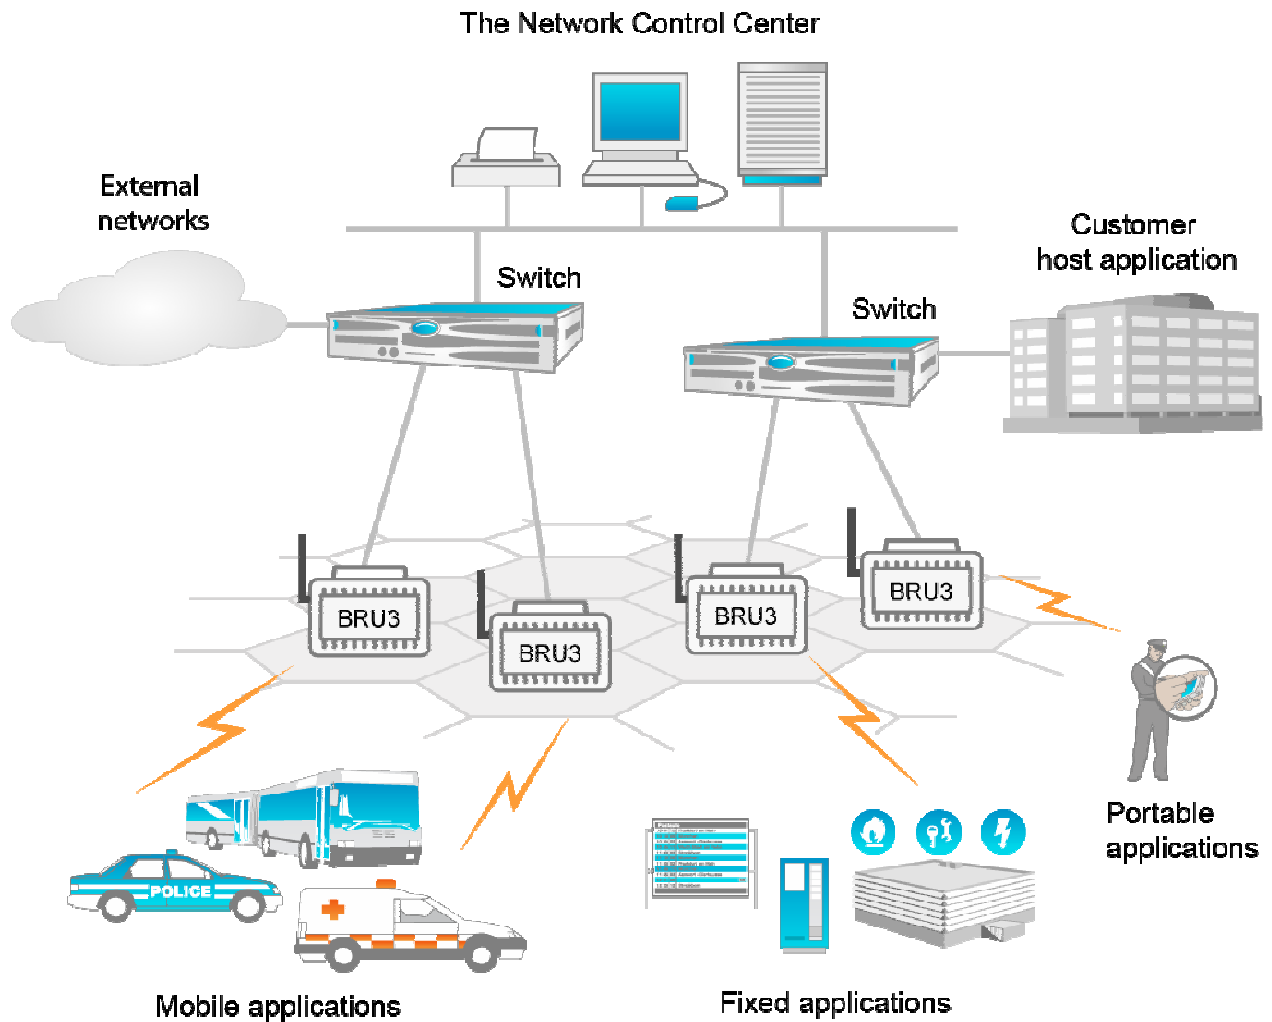 The Network Control Center
External
networks
Customer
host application
Switch
Switch
BRU3
BRU3
BRU3
BRU3
POLICE
Portable
applications
Mobile applications
Fixed applications